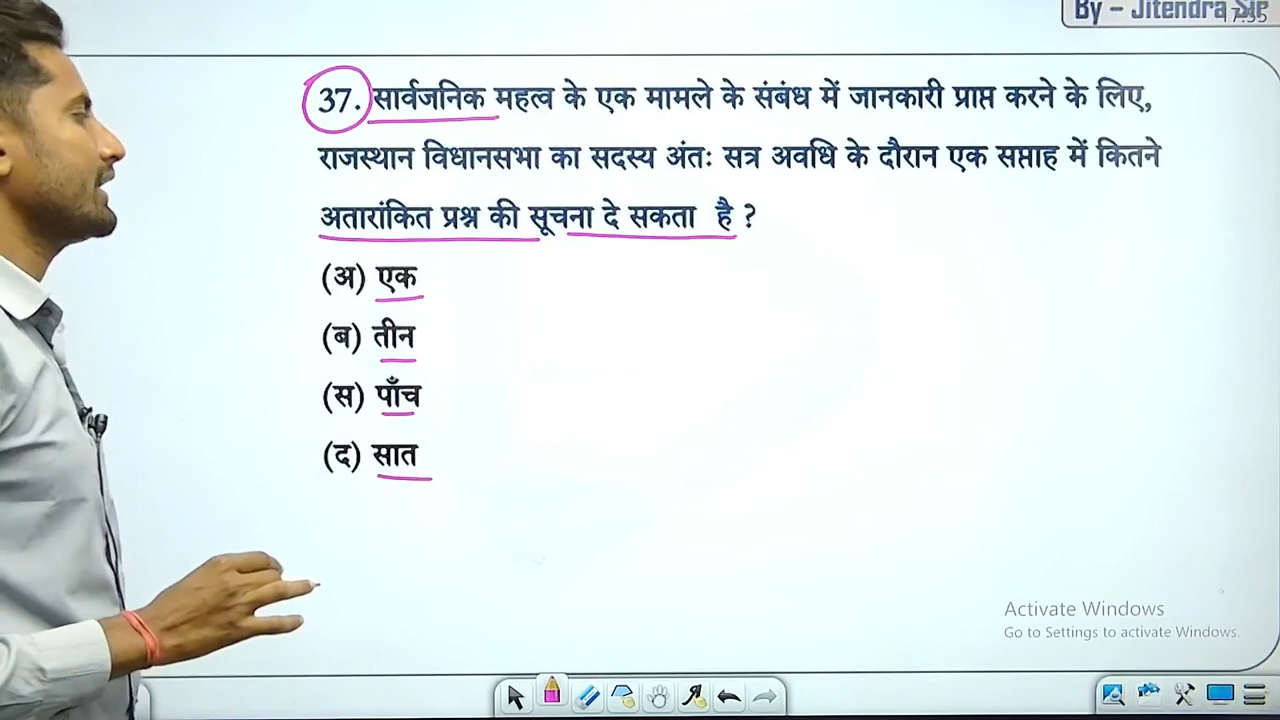 By – Jitendra Sir
37. सार्वजनिक महत्व के एक मामले के संबंध में जानकारी प्राप्त करने के लिए,
राजस्थान विधानसभा का सदस्य अंतः सत्र अवधि के दौरान एक सप्ताह में कितने
अतारांकित प्रश्न की सूचना दे सकता है ?
(अ) एक
(ब) तीन
(स) पाँच
(द) सात
Activate Windows
Go to Settings to activate Windows.